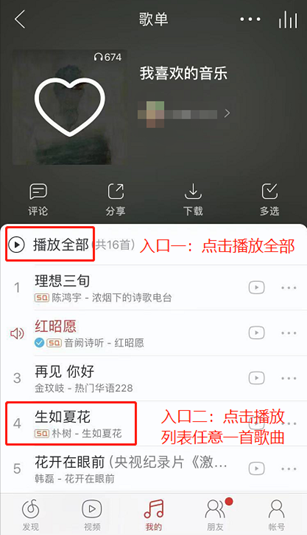 歌单
674
我喜欢的音乐
评论 分享 下载 多选
播放全部 (共16首) 入口一：点击播放全部
1 理想三旬
SQ 陈鸿宇 - 浓烟下的诗歌电台
红昭愿
SQ 音阙诗听 - 红昭愿
3 再见 你好
金玟岐 - 热门华语228
4 生如夏花 入口二：点击播放
SQ 朴树 - 生如夏花 列表任意一首歌曲
5 花开在眼前 (央视纪录片《激...
韩磊 - 花开在眼前
发现 视频 我的 朋友 帐号